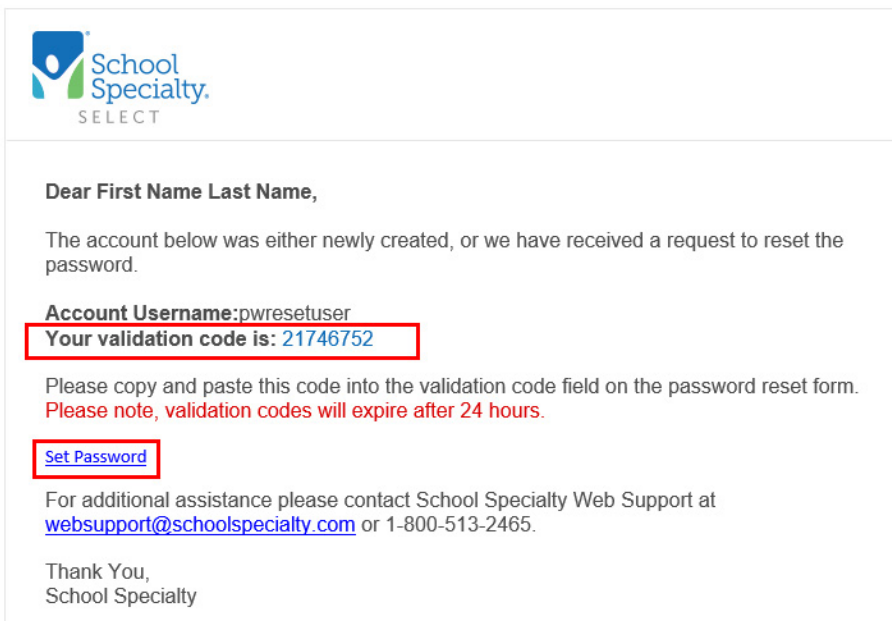 School
Specialty.
SELECT
Dear First Name Last Name,
The account below was either newly created, or we have received a request to reset the
password.
Account Username:pwresetuser
Your validation code is: 21746752
Please copy and paste this code into the validation code field on the password reset form.
Please note, validation codes will expire after 24 hours.
Set Password
For additional assistance please contact School Specialty Web Support at
websupport@schoolspecialty.com or 1-800-513-2465.
Thank You,
School Specialty